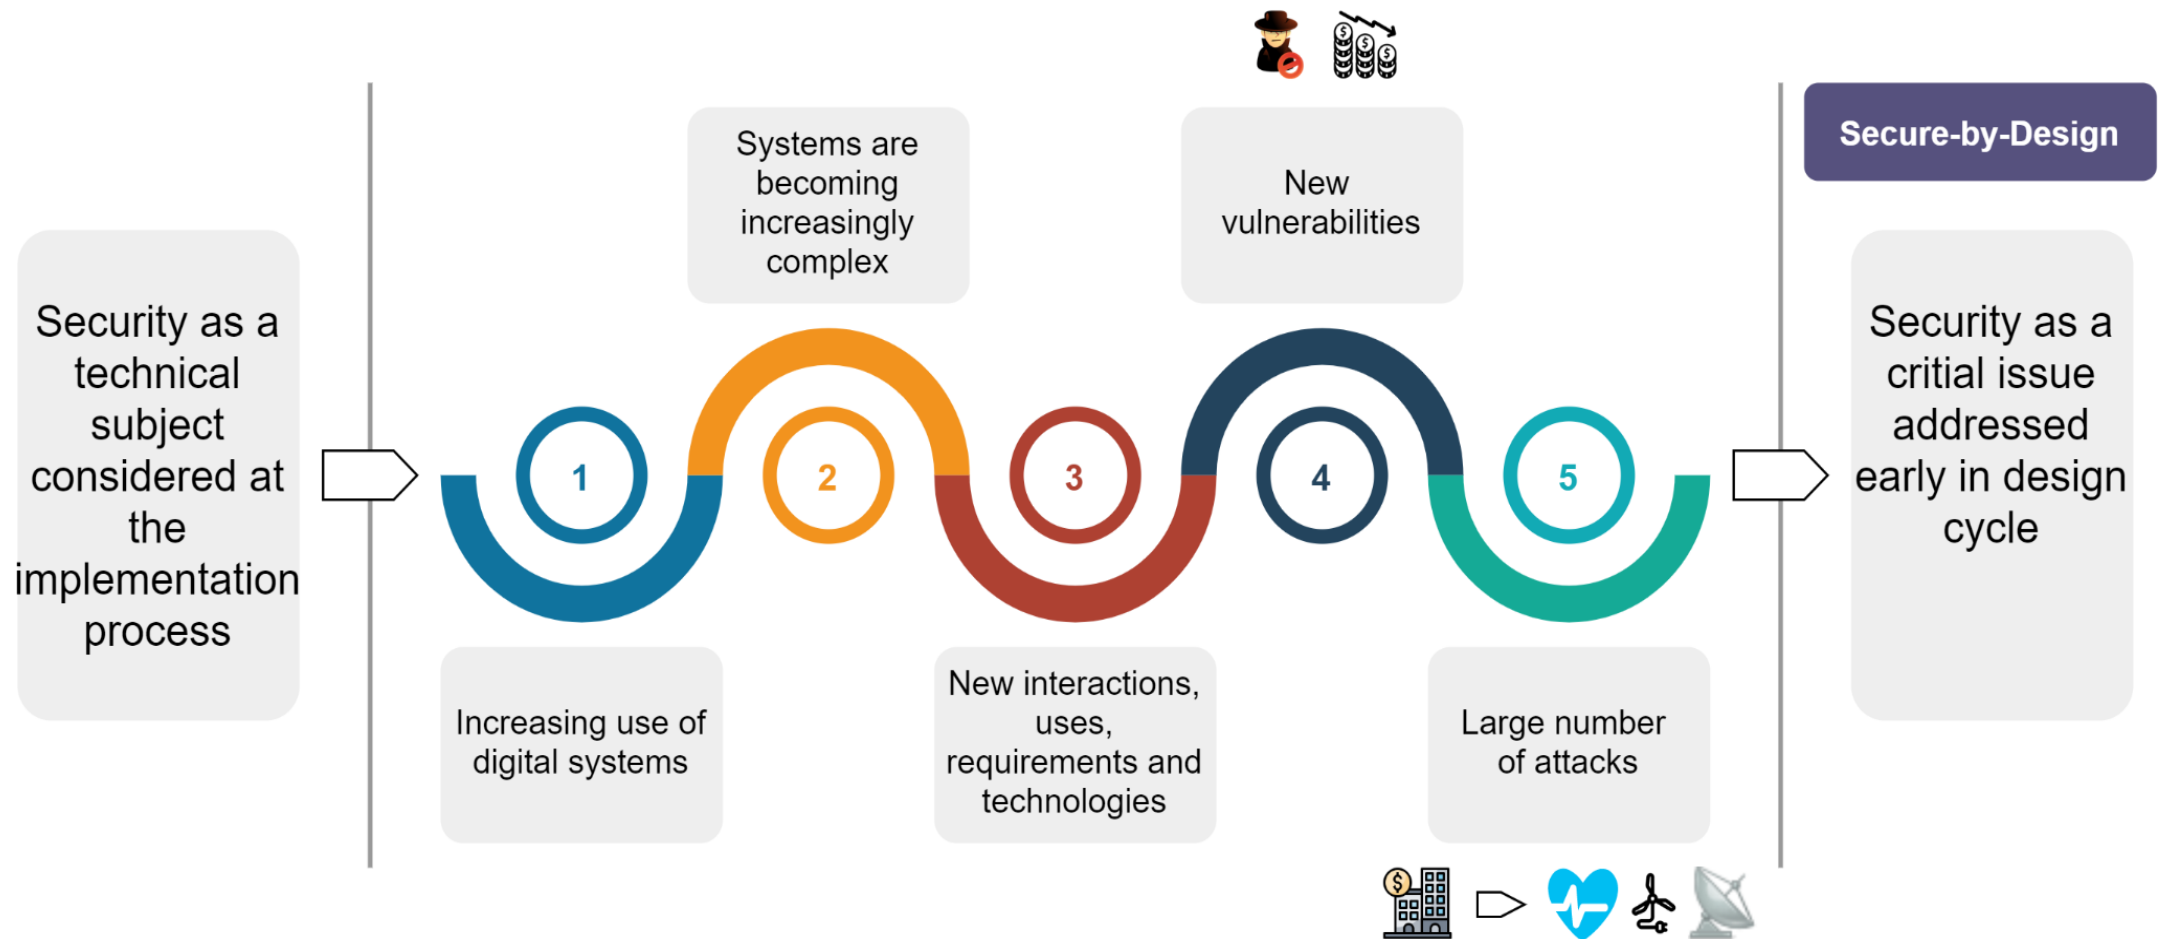 Security as a
technical
subject
considered at
the
implementation
process
1
Increasing use of
digital systems
Systems are
becoming
increasingly
complex
2
3
New interactions,
uses,
requirements and
technologies
New
vulnerabilities
4
5
Large number
of attacks
Secure-by-Design
Security as a
critial issue
addressed
early in design
cycle